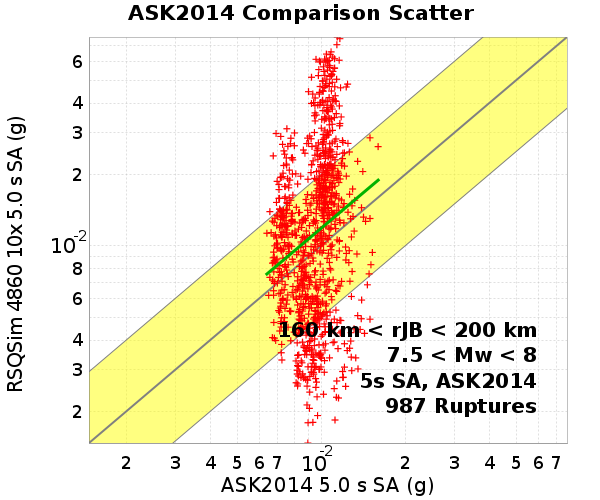 ASK2014 Comparison Scatter
RSQSim 4860 10x 5.0 s SA (g)
6
4
3
2
10-2
8
6
4
3
2
160 km < rJB < 200 km
7.5 < Mw < 8
5s SA, ASK2014
987 Ruptures
2 3 4 5 6 7 10-2 2 3 4 5 6 7
ASK2014 5.0 s SA (g)